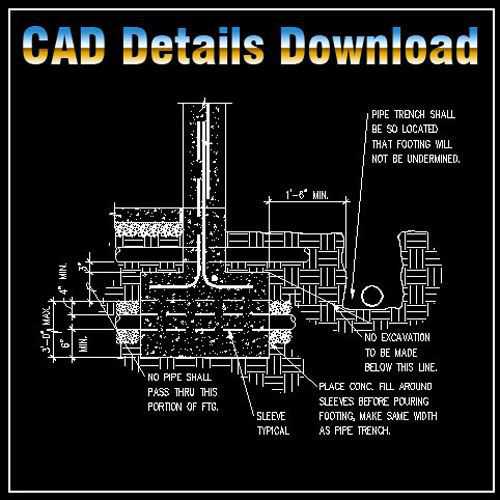 CAD Details Download
PIPE TRENCH SHALL
BE SO LOCATED
THAT FOOTING WILL
NOT BE UNDERMINED.
1'-6" MIN.
3"
4" MIN.
3'-0" MAX.
6"
MIN.
NO EXCAVATION
TO BE MADE
BELOW THIS LINE.
NO PIPE SHALL
PASS THRU THIS
PORTION OF FTG.
SLEEVE
TYPICAL
PLACE CONC. FILL AROUND
SLEEVES BEFORE POURING
FOOTING, MAKE SAME WIDTH
AS PIPE TRENCH.